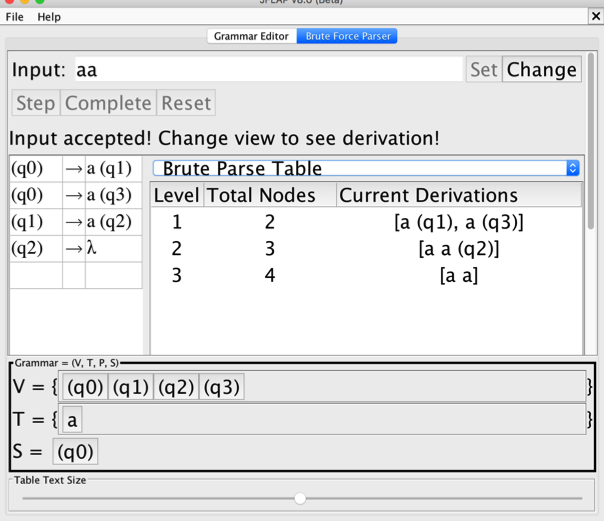 JFLAP v8.0 (Beta)
File Help
Grammar Editor Brute Force Parser
Input: aa Set Change
Step Complete Reset
Input accepted! Change view to see derivation!
Brute Parse Table
(q0) → a (q1)
(q0) → a (q3)
(q1) → a (q2)
(q2) → λ
Level Total Nodes Current Derivations
1 2 [a (q1), a (q3)]
2 3 [a a (q2)]
3 4 [a a]
Grammar = (V, T, P, S)
V = { (q0) (q1) (q2) (q3) }
T = { a }
S = (q0)
Table Text Size